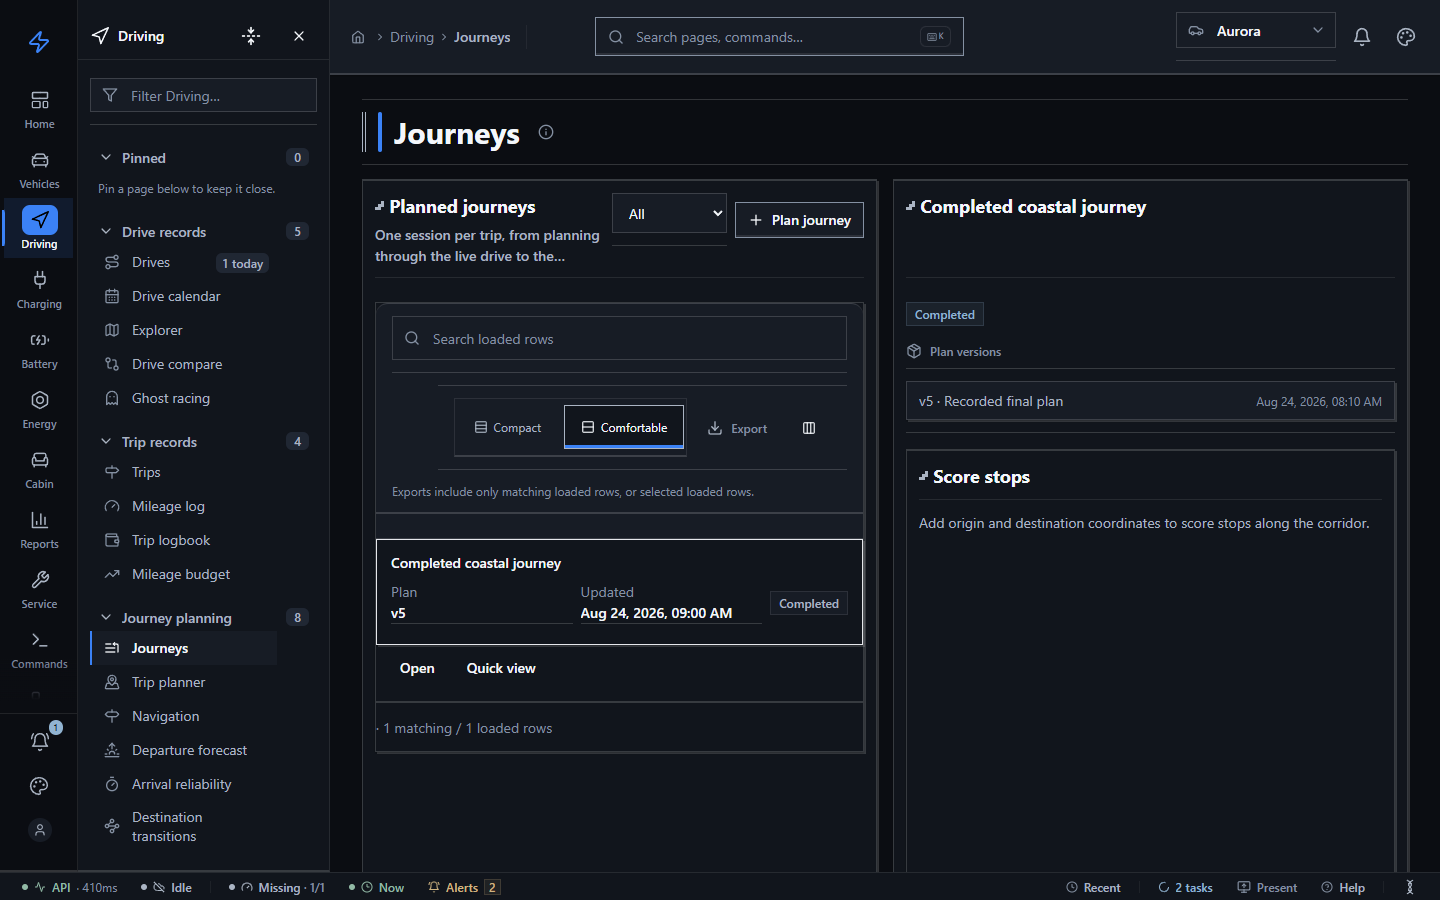 Driving
Driving
Journeys
Search pages, commands...
K
Aurora
Home
Vehicles
Driving
Charging
Battery
Energy
Cabin
Reports
Service
Commands
1
Filter Driving...
Pinned
0
Pin a page below to keep it close.
Drive records
5
Drives
1 today
Drive calendar
Explorer
Drive compare
Ghost racing
Trip records
4
Trips
Mileage log
Trip logbook
Mileage budget
Journey planning
8
Journeys
Trip planner
Navigation
Departure forecast
Arrival reliability
Destination
transitions
Journeys
Planned journeys
One session per trip, from planning
through the live drive to the...
All
Plan journey
Search loaded rows
Compact
Comfortable
Export
Exports include only matching loaded rows, or selected loaded rows.
Completed coastal journey
Plan
v5
Updated
Aug 24, 2026, 09:00 AM
Completed
Open
Quick view
· 1 matching / 1 loaded rows
Completed coastal journey
Completed
Plan versions
v5 · Recorded final plan
Aug 24, 2026, 08:10 AM
Score stops
Add origin and destination coordinates to score stops along the corridor.
API · 410ms
Idle
Missing · 1/1
Now
Alerts 2
Recent
2 tasks
Present
Help